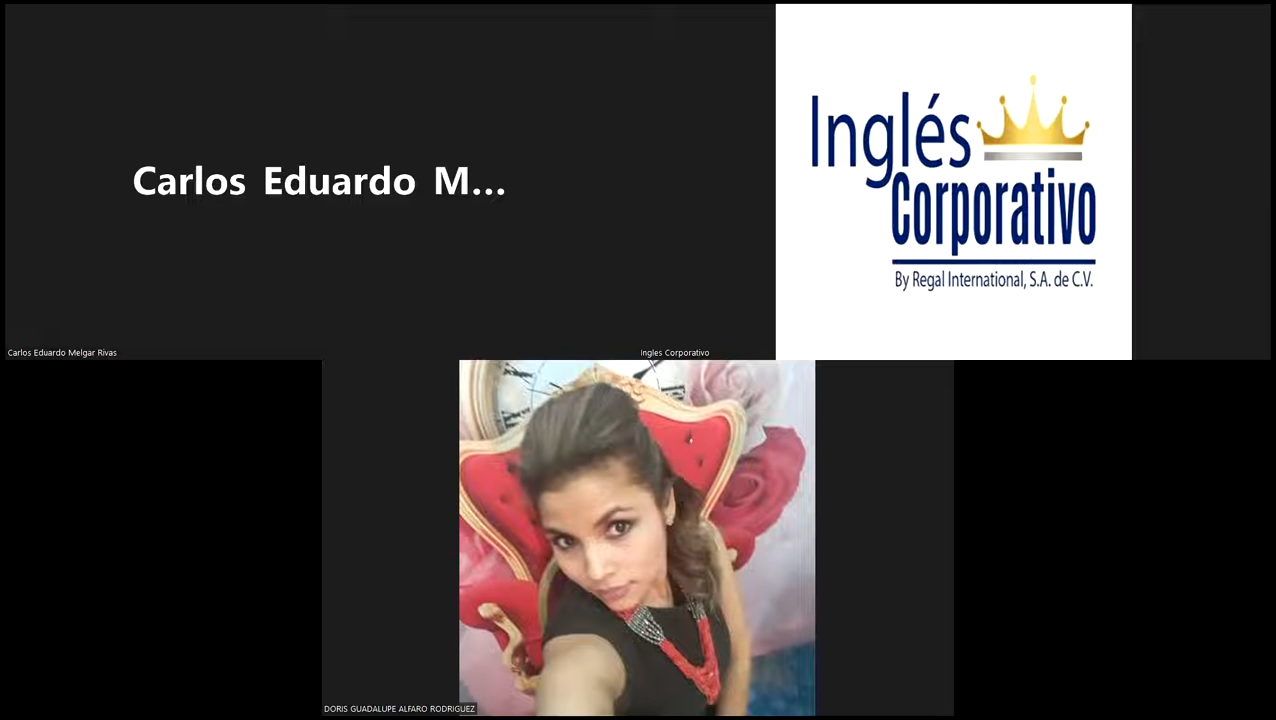 Carlos Eduardo M...
Inglés
Corporativo
By Regal International, S.A. de C.V.
Carlos Eduardo Melgar Rivas
Ingles Corporativo
DORIS GUADALUPE ALFARO RODRIGUEZ